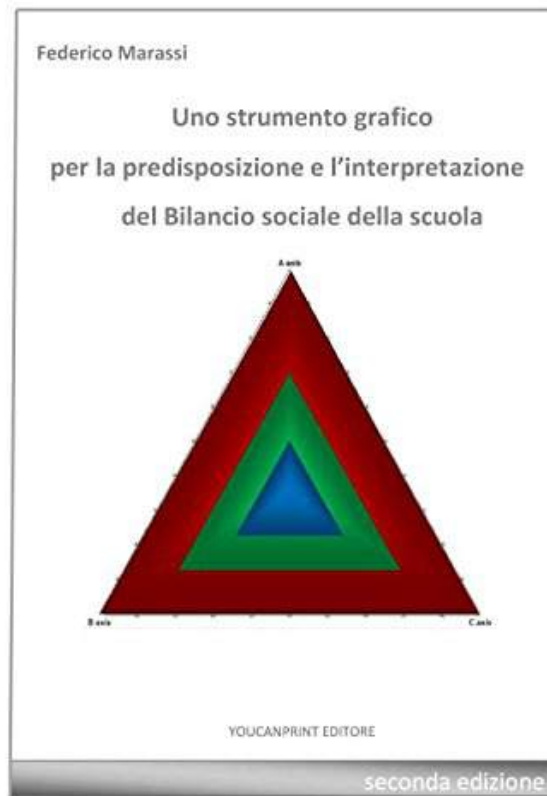 Federico Marassi
Uno strumento grafico
per la predisposizione e l'interpretazione
del Bilancio sociale della scuola
A axis
B axis
C axis
YOUCANPRINT EDITORE
seconda edizione